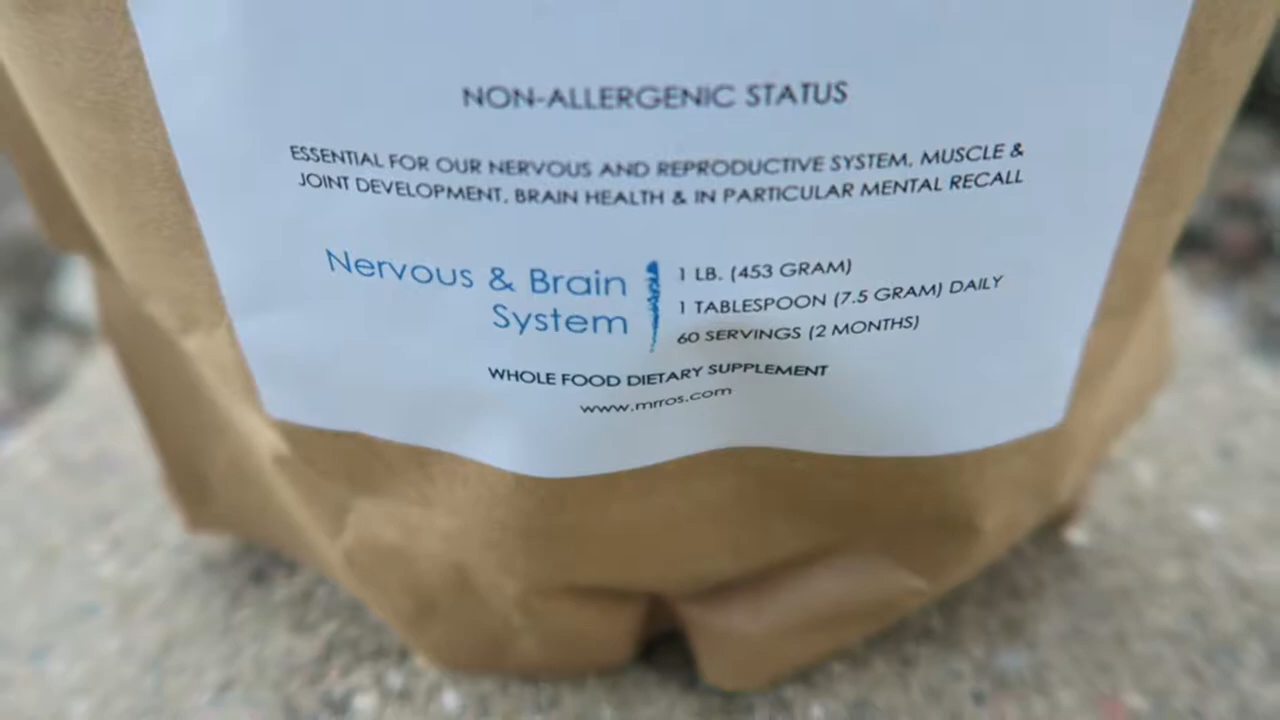 NON-ALLERGENIC STATUS
ESSENTIAL FOR OUR NERVOUS AND REPRODUCTIVE SYSTEM, MUSCLE &
JOINT DEVELOPMENT, BRAIN HEALTH & IN PARTICULAR MENTAL RECALL
Nervous & Brain
System
1 LB. (453 GRAM)
1 TABLESPOON (7.5 GRAM) DAILY
60 SERVINGS (2 MONTHS)
WHOLE FOOD DIETARY SUPPLEMENT
www.mrros.com